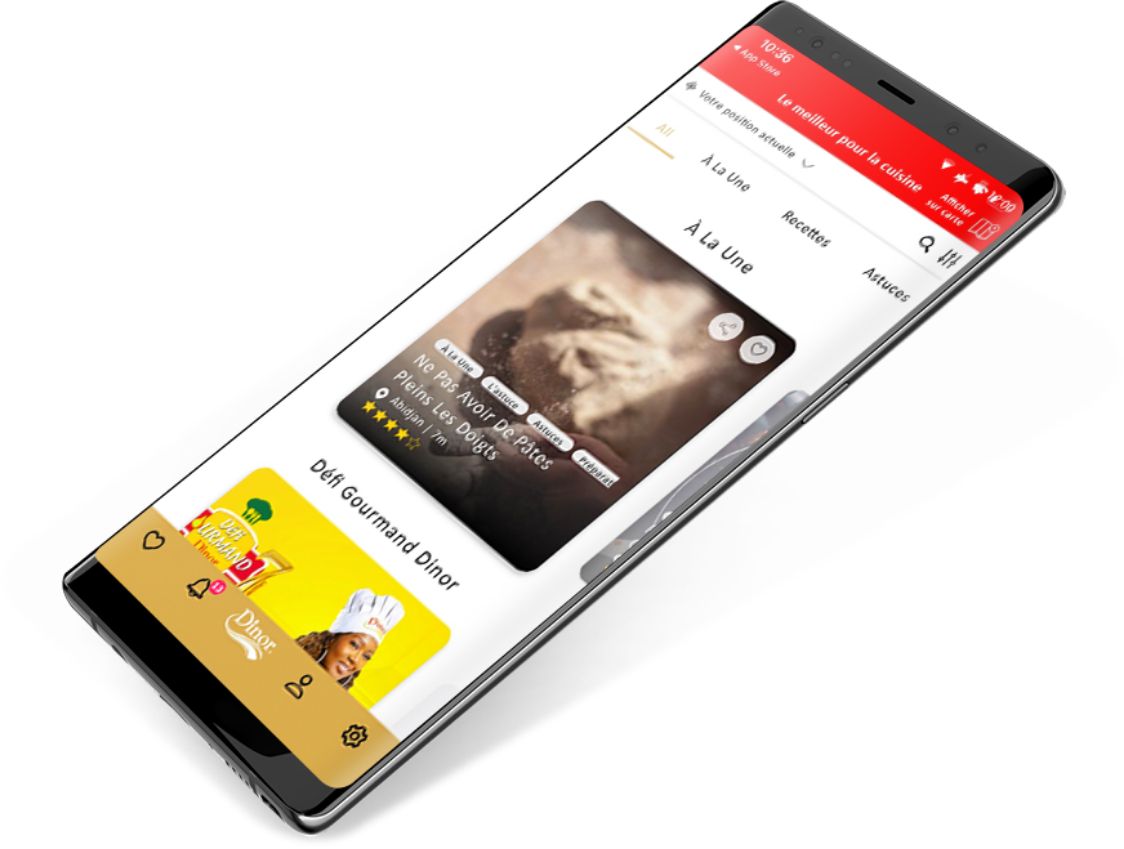 10:36
App Store
Le meilleur pour la cuisine
Afficher
sur carte
Votre position actuelle
All
À La Une
Recettes
Astuces
À La Une
À La Une
L'astuce
Astuces
Préparat
Ne Pas Avoir De Pâtes
Pleins Les Doigts
Abidjan | 7m
Défi Gourmand Dinor
Défi
URMAND
Dinor
13
Dinor